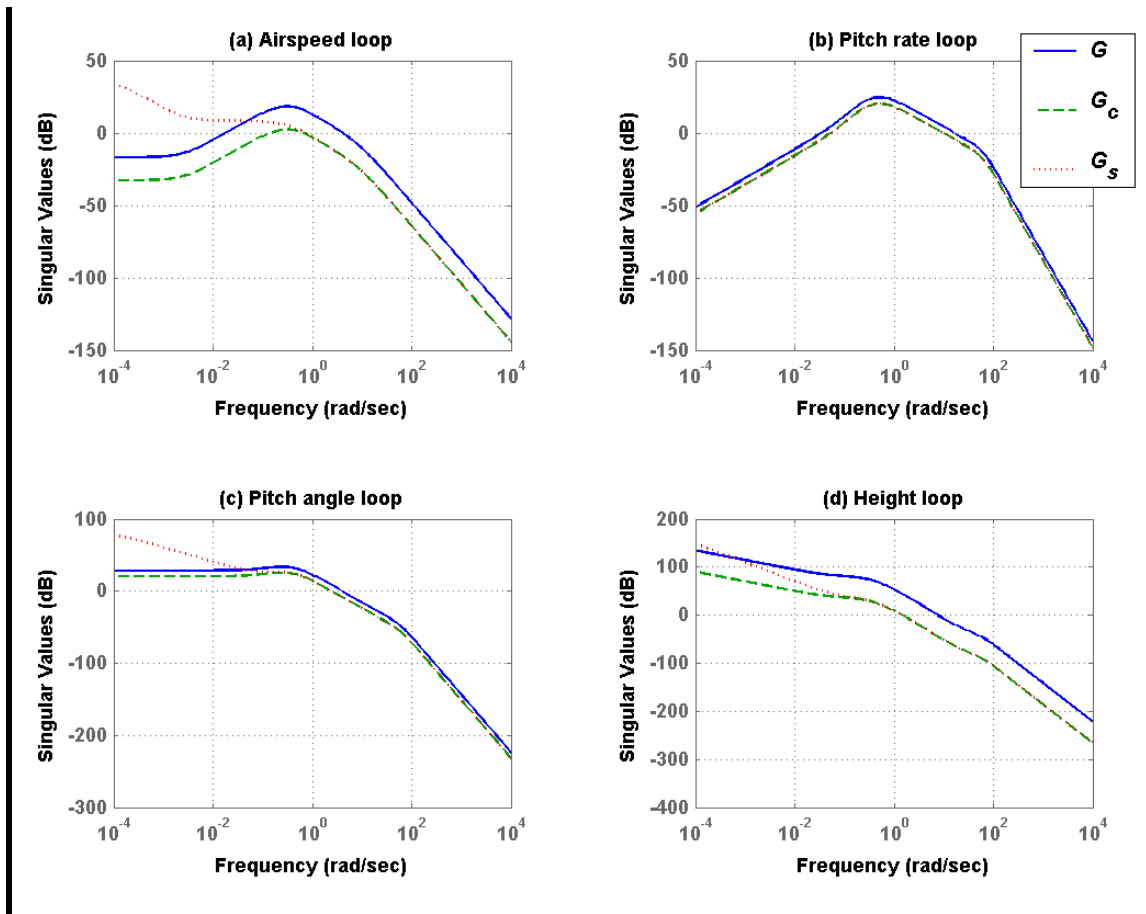 (a) Airspeed loop
50
0
-50
-100
-150
10^-4
10^-2
10^0
10^2
10^4
Singular Values (dB)
Frequency (rad/sec)
(b) Pitch rate loop
50
0
-50
-100
-150
10^-4
10^-2
10^0
10^2
10^4
Singular Values (dB)
Frequency (rad/sec)
G
G_c
G_s
(c) Pitch angle loop
100
0
-100
-200
-300
10^-4
10^-2
10^0
10^2
10^4
Singular Values (dB)
Frequency (rad/sec)
(d) Height loop
200
100
0
-100
-200
-300
-400
10^-4
10^-2
10^0
10^2
10^4
Singular Values (dB)
Frequency (rad/sec)